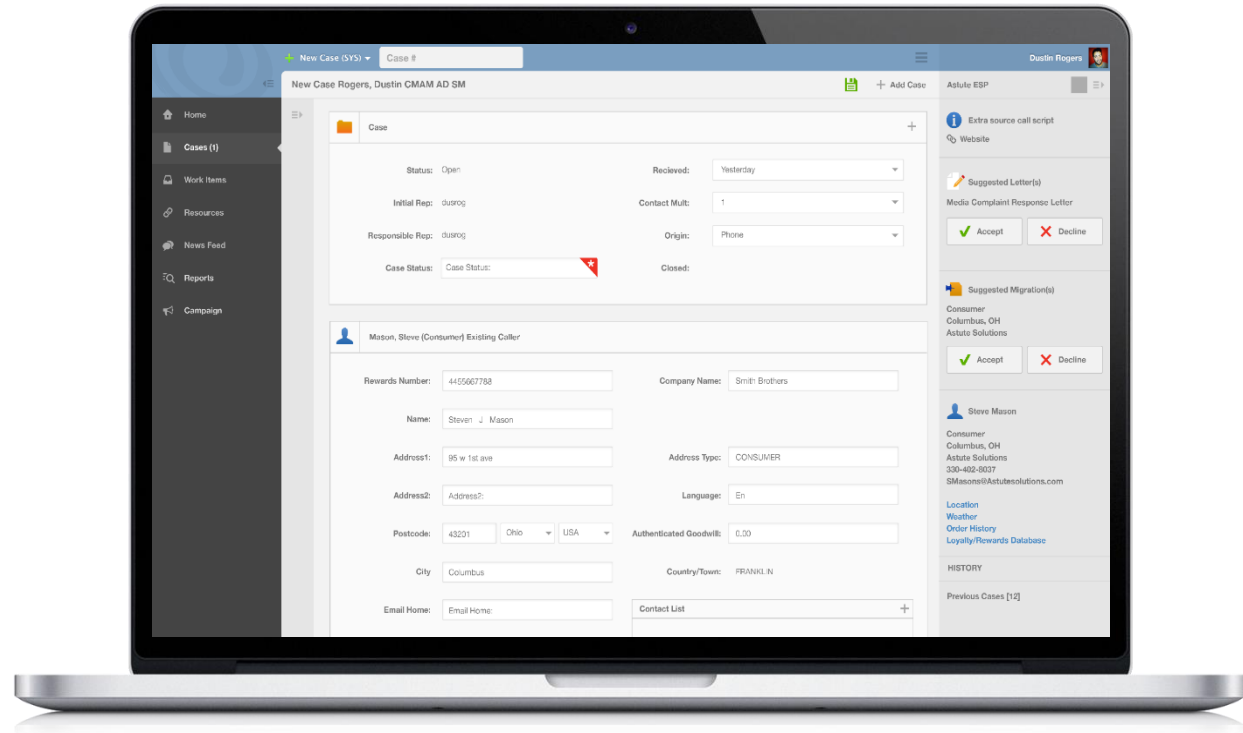 New Case (SYS)
Case #
Dustin Rogers
New Case Rogers, Dustin CMAM AD SM
Add Case
Astute ESP
Home
Cases (1)
Work Items
Resources
News Feed
Reports
Campaign
Case
Status: Open
Recieved: Yesterday
Initial Rep: dusrog
Contact Mult: 1
Responsible Rep: dusrog
Origin: Phone
Case Status: Case Status:
Closed:
Mason, Steve (Consumer) Existing Caller
Rewards Number: 4455667788
Company Name: Smith Brothers
Name: Steven J Mason
Address1: 95 w 1st ave
Address Type: CONSUMER
Address2: Address2:
Language: En
Postcode: 43201 Ohio USA
Authenticated Goodwill: 0.00
City Columbus
Country/Town: FRANKLIN
Email Home: Email Home:
Contact List
Extra source call script
Website
Suggested Letter(s)
Media Complaint Response Letter
Accept Decline
Suggested Migration(s)
Consumer
Columbus, OH
Astute Solutions
Accept Decline
Steve Mason
Consumer
Columbus, OH
Astute Solutions
330-402-8037
SMasons@Astutesolutions.com
Location
Weather
Order History
Loyalty/Rewards Database
HISTORY
Previous Cases [12]